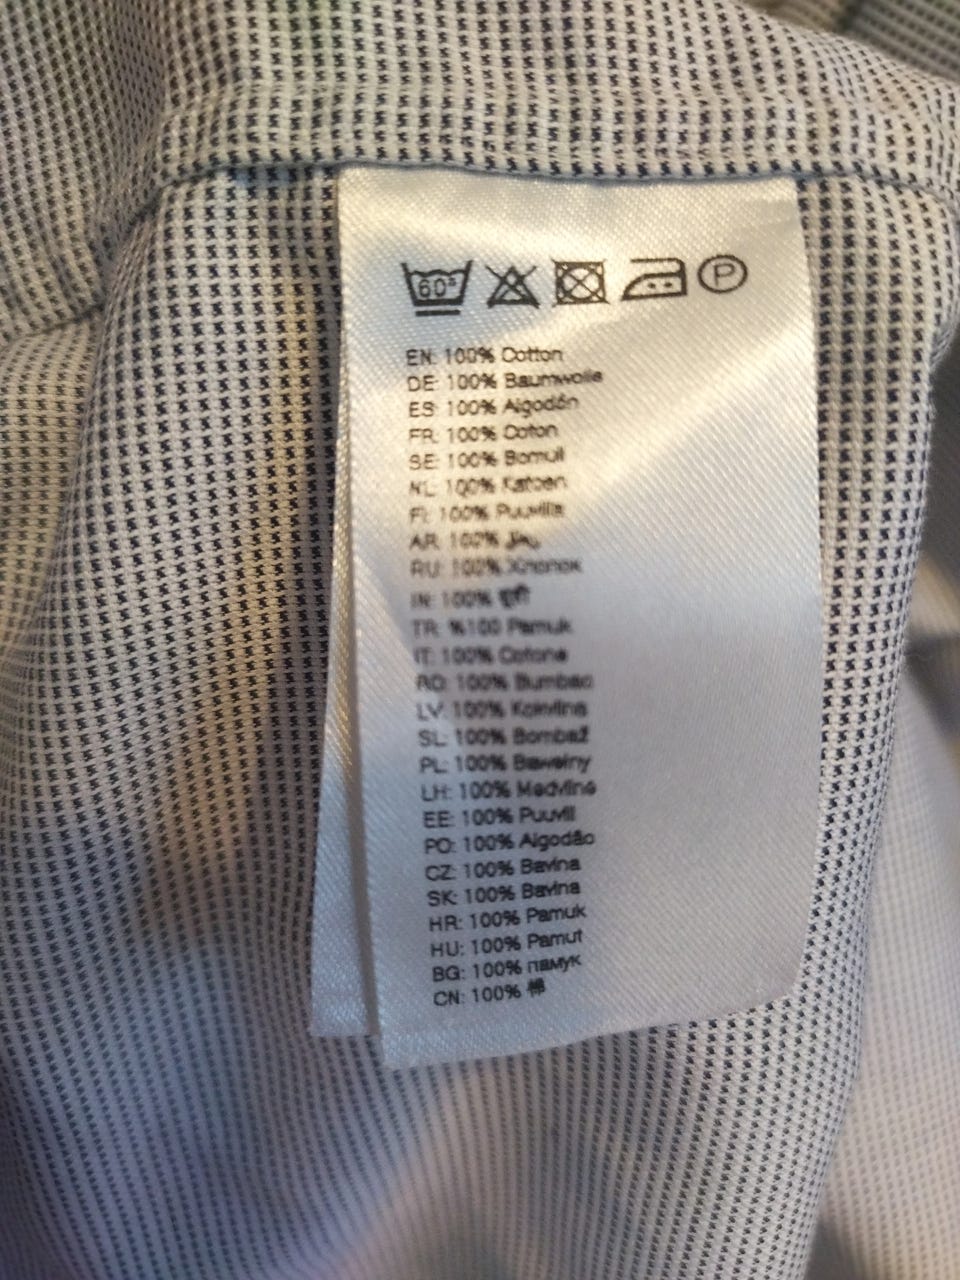 60°
P
EN: 100% Cotton
DE: 100% Baumwolle
ES: 100% Algodón
FR: 100% Coton
SE: 100% Bomull
NL: 100% Katoen
FI: 100% Puuvilla
AR: 100%
RU: 100% Хлопок
IN: 100%
TR: %100 Pamuk
IT: 100% Cotone
RO: 100% Bumbac
LV: 100% Kokvilna
SL: 100% Bombaž
PL: 100% Bawełny
LH: 100% Medvilnė
EE: 100% Puuvill
PO: 100% Algodão
CZ: 100% Bavlna
SK: 100% Bavlna
HR: 100% Pamuk
HU: 100% Pamut
BG: 100% памук
CN: 100% 棉